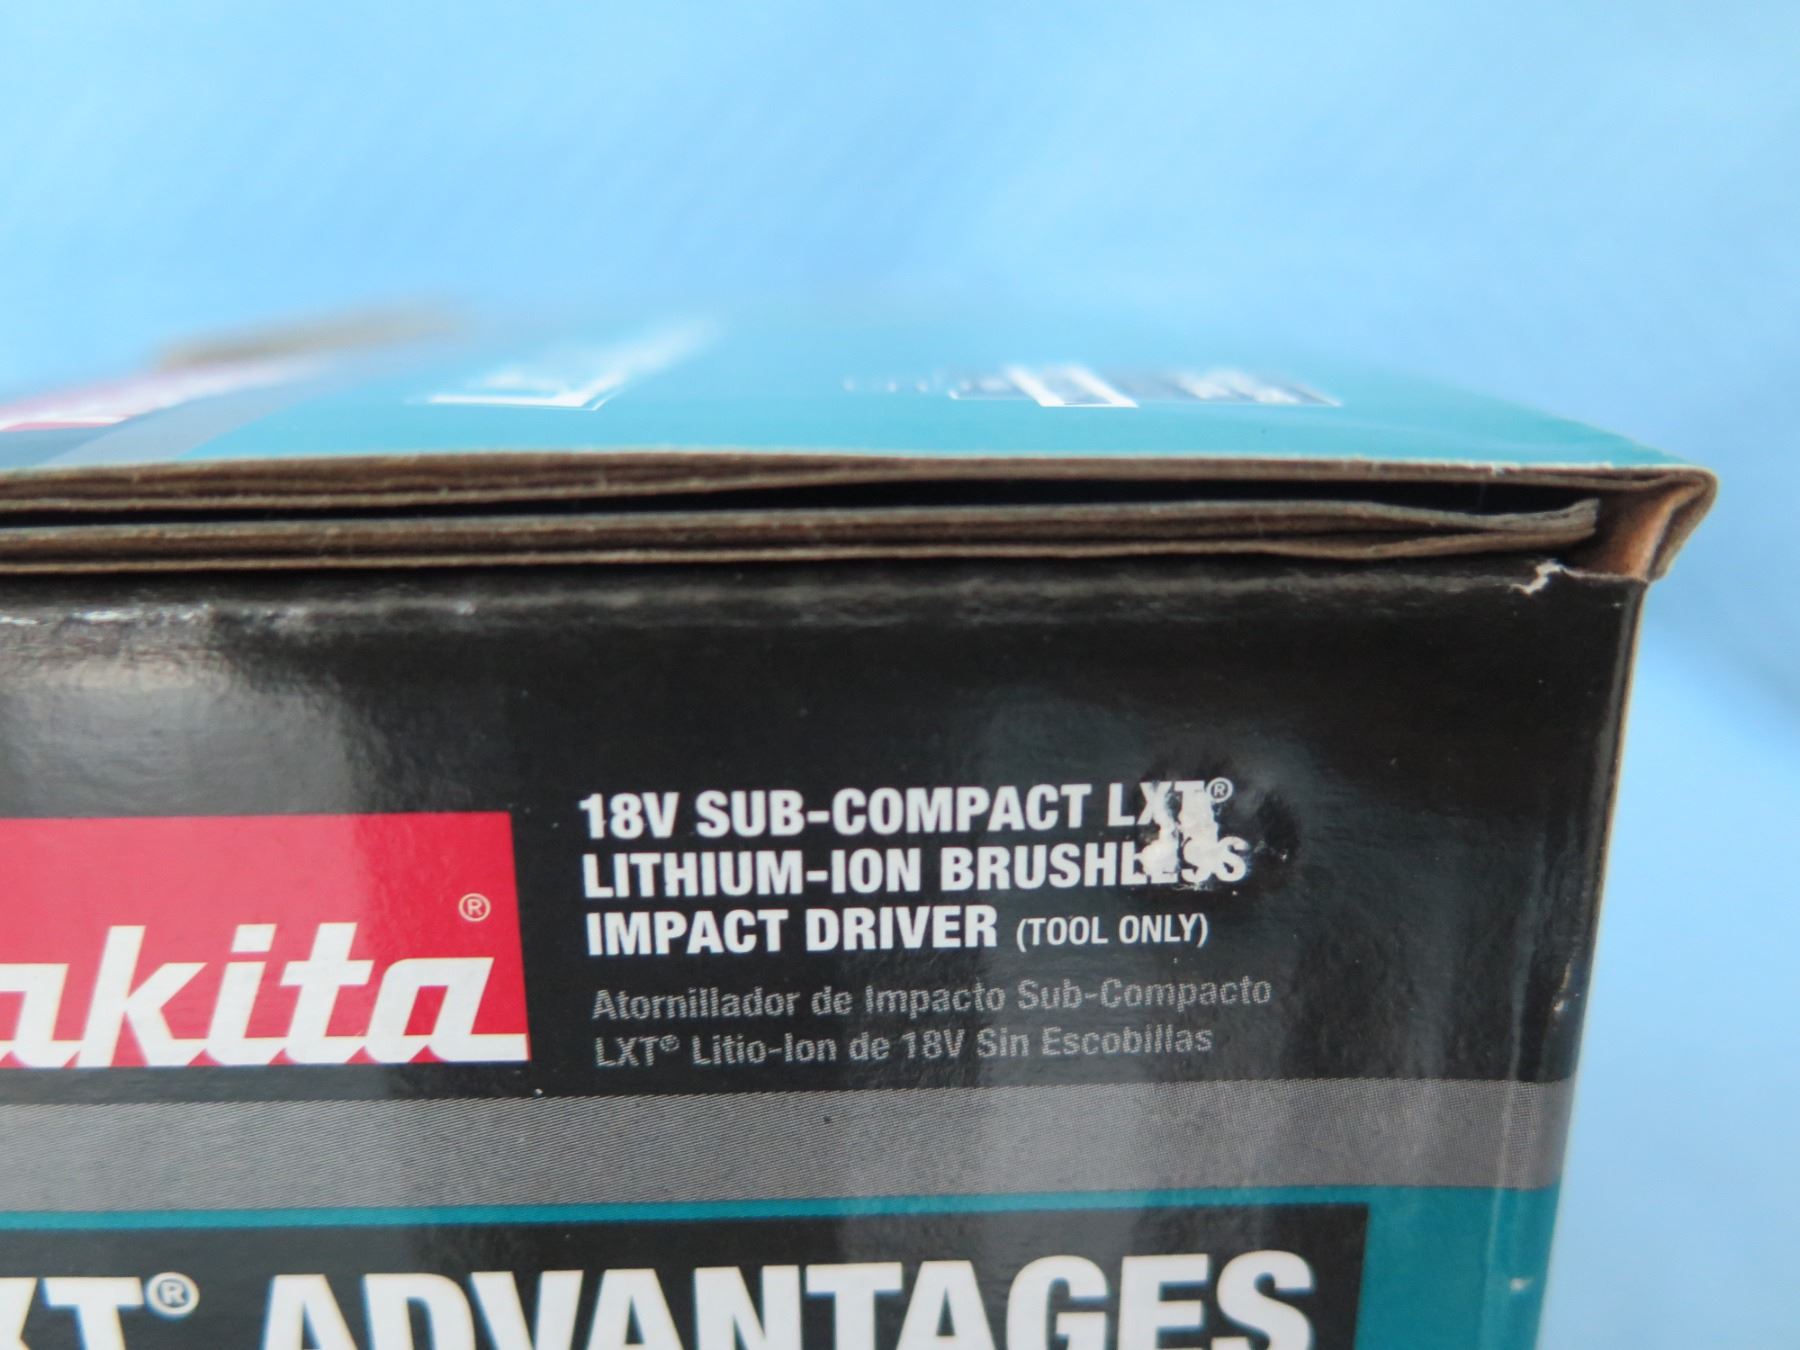 18V SUB-COMPACT LXT®
LITHIUM-ION BRUSHLESS
IMPACT DRIVER (TOOL ONLY)
akita®
Atornillador de Impacto Sub-Compacto
LXT® Litio-Ion de 18V Sin Escobillas
XT® ADVANTAGES